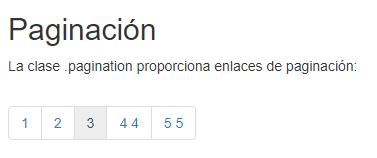 Paginación
La clase .pagination proporciona enlaces de paginación:
1 2 3 4 4 5 5